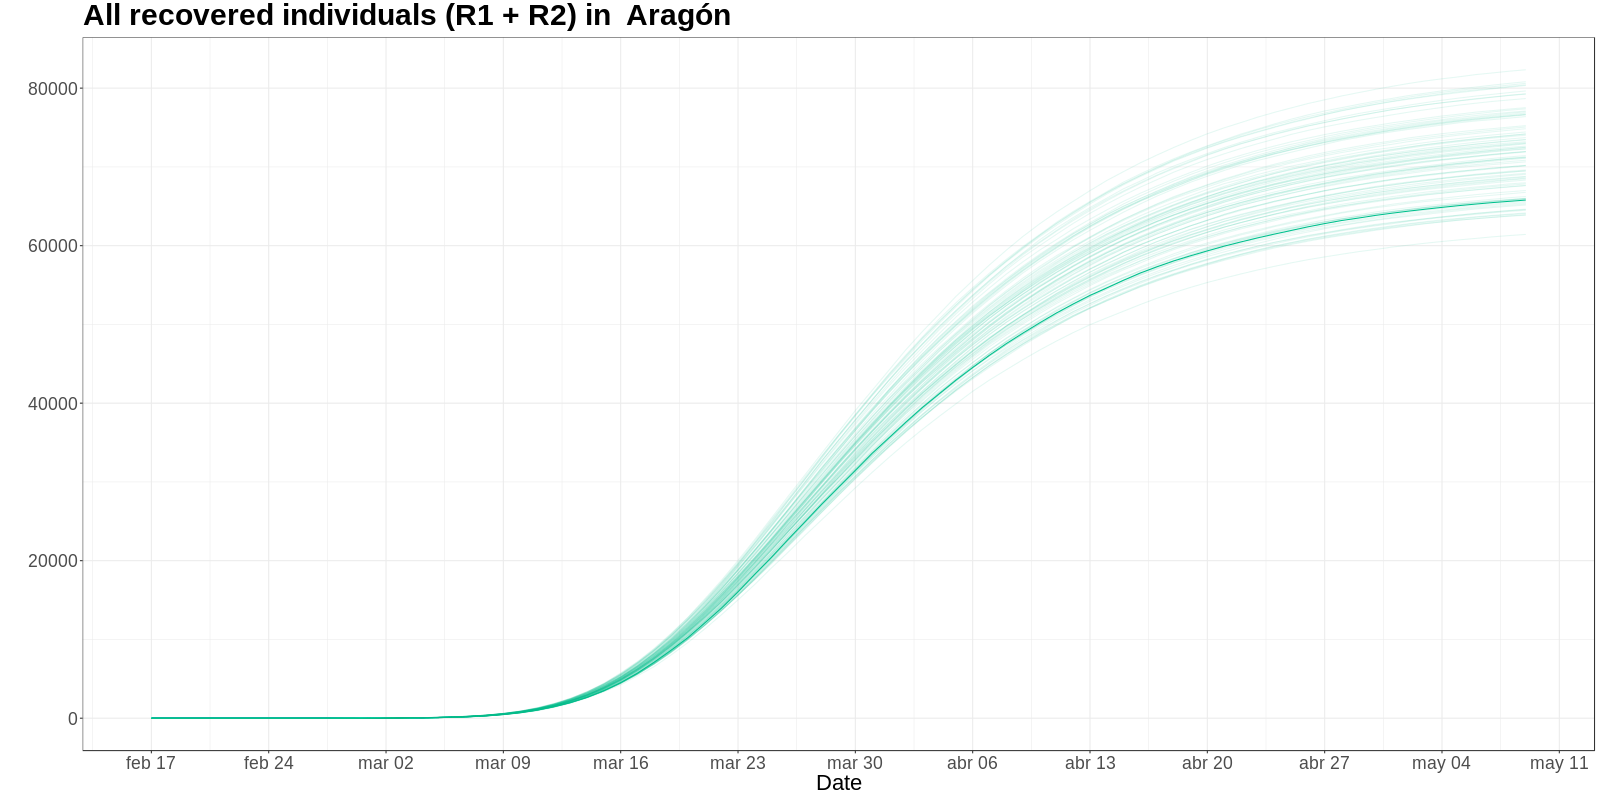 All recovered individuals (R1 + R2) in  Aragón
80000
60000
40000
20000
0
feb 17 feb 24 mar 02 mar 09 mar 16 mar 23 mar 30 abr 06 abr 13 abr 20 abr 27 may 04 may 11
Date